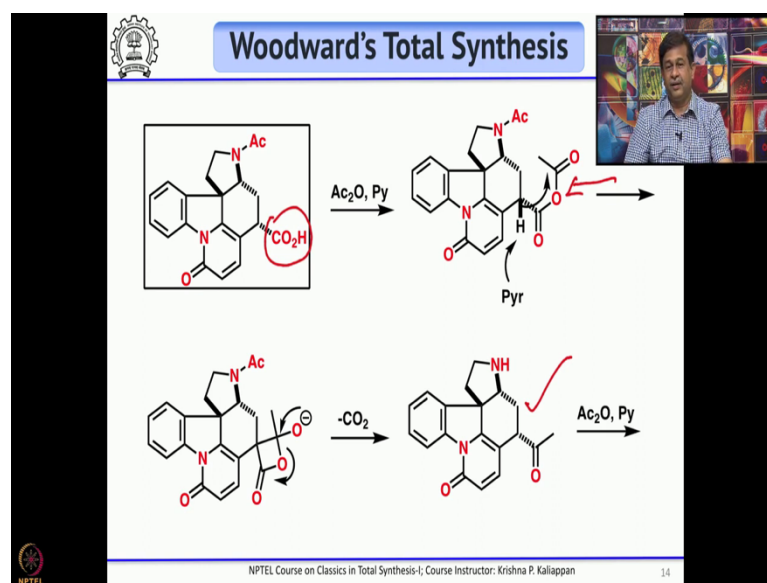 Woodward's Total Synthesis
Ac
N
N
O
CO₂H
Ac₂O, Py
Ac
N
O
O
O
H
N
O
Pyr
Ac
N
O
O
O
N
O
-CO₂
NH
O
N
O
Ac₂O, Py
NPTEL
NPTEL Course on Classics in Total Synthesis-I; Course Instructor: Krishna P. Kaliappan
14